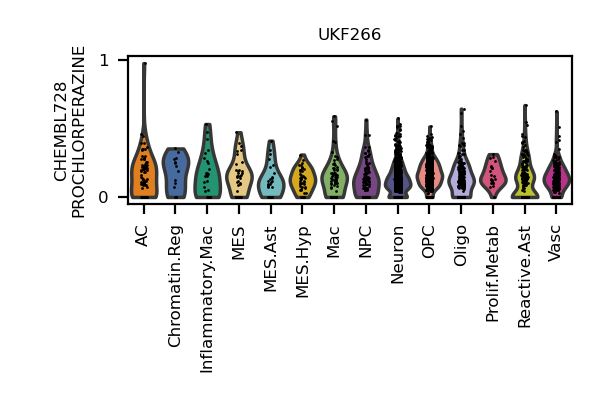 UKF266
CHEMBL728
PROCHLORPERAZINE
1
0
AC
Chromatin.Reg
Inflammatory.Mac
MES
MES.Ast
MES.Hyp
Mac
NPC
Neuron
OPC
Oligo
Prolif.Metab
Reactive.Ast
Vasc